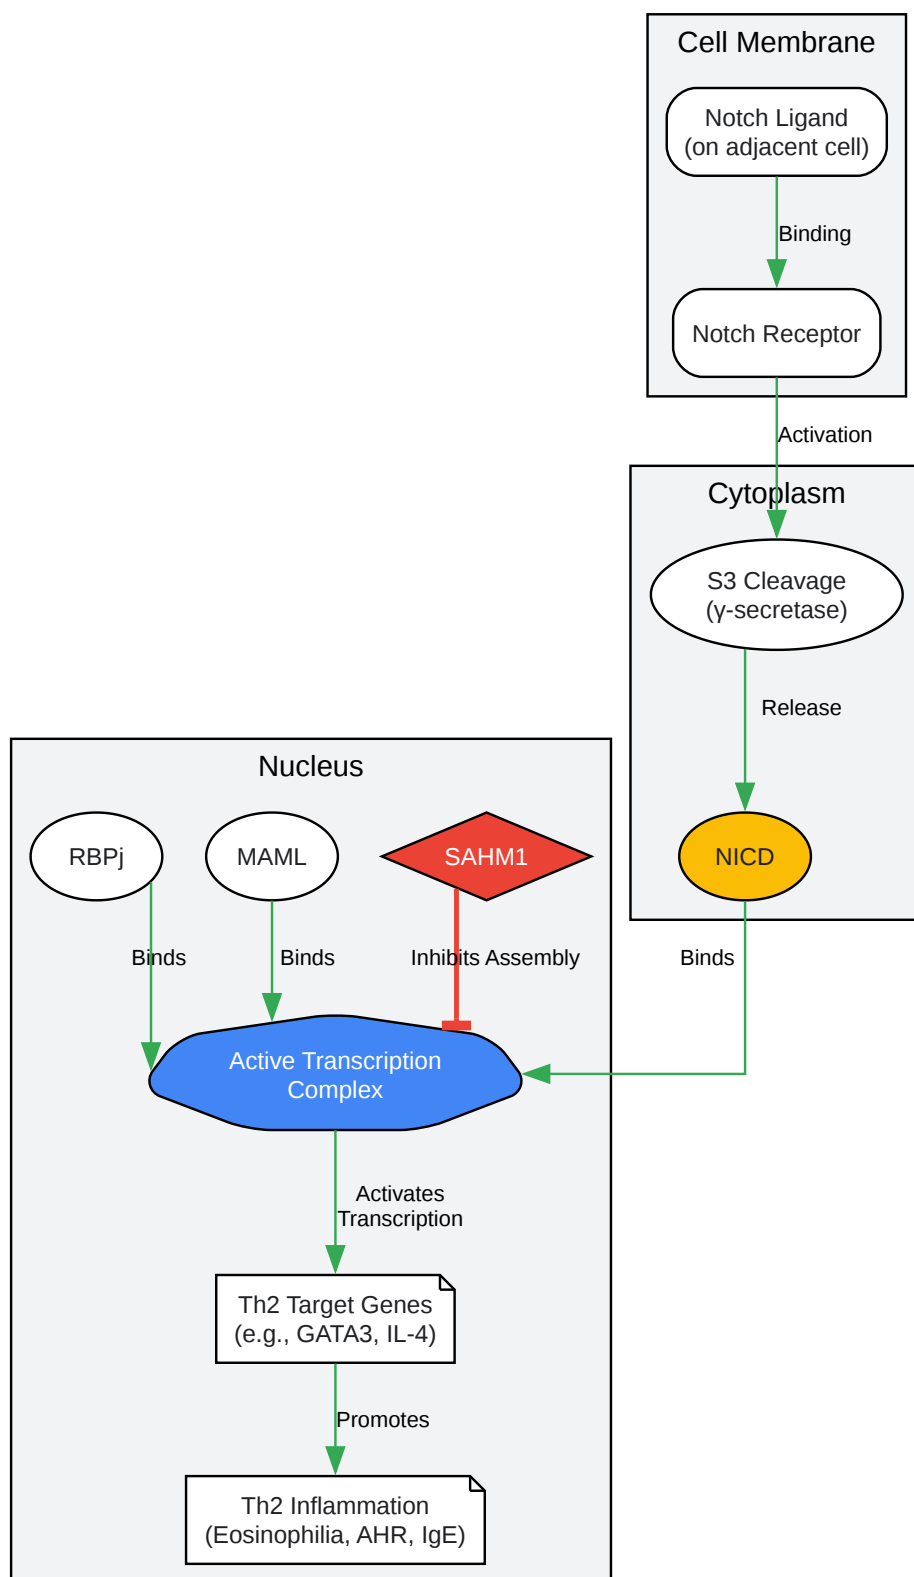 Cell Membrane
Notch Ligand
(on adjacent cell)
Binding
Notch Receptor
Activation
Cytoplasm
S3 Cleavage
(γ-secretase)
Release
Nucleus
RBPj
MAML
SAHM1
NICD
Binds
Binds
Inhibits Assembly
Binds
Active Transcription
Complex
Activates
Transcription
Th2 Target Genes
(e.g., GATA3, IL-4)
Promotes
Th2 Inflammation
(Eosinophilia, AHR, IgE)